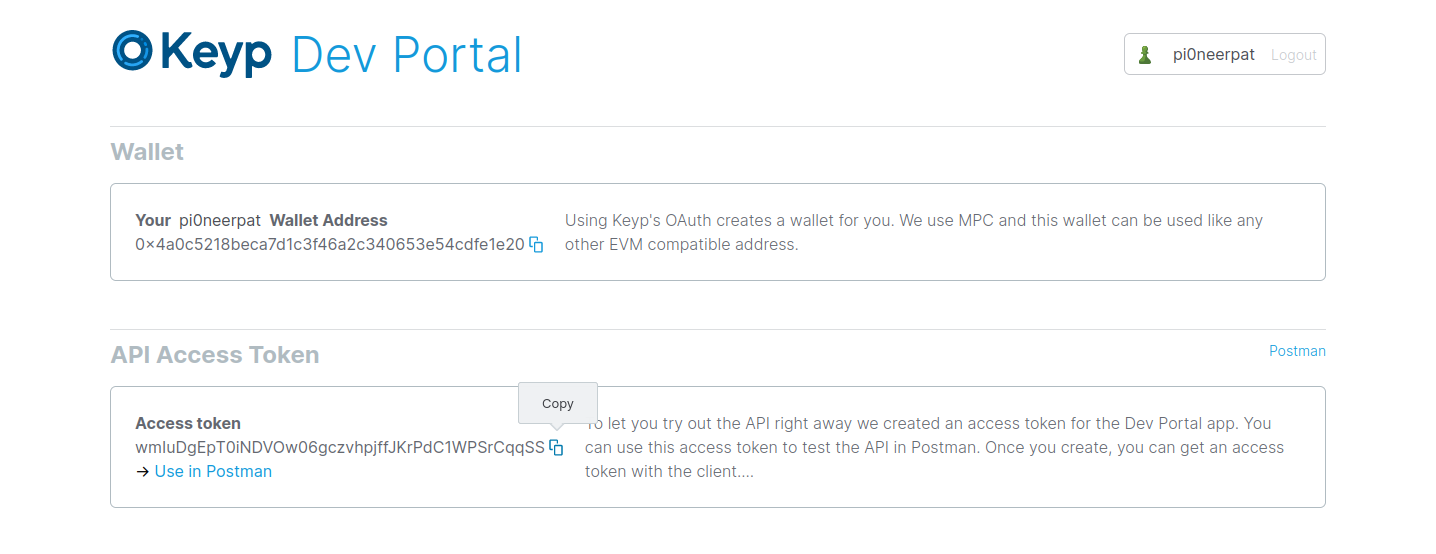 Keyp Dev Portal
pi0neerpat Logout
Wallet
Your pi0neerpat Wallet Address
0×4a0c5218beca7d1c3f46a2c340653e54cdfe1e20
Using Keyp's OAuth creates a wallet for you. We use MPC and this wallet can be used like any
other EVM compatible address.
API Access Token
Postman
Copy
Access token
wmIuDgEpT0iNDVOw06gczvhpjffJKrPdC1WPSrCqqSS
→ Use in Postman
To let you try out the API right away we created an access token for the Dev Portal app. You
can use this access token to test the API in Postman. Once you create, you can get an access
token with the client....